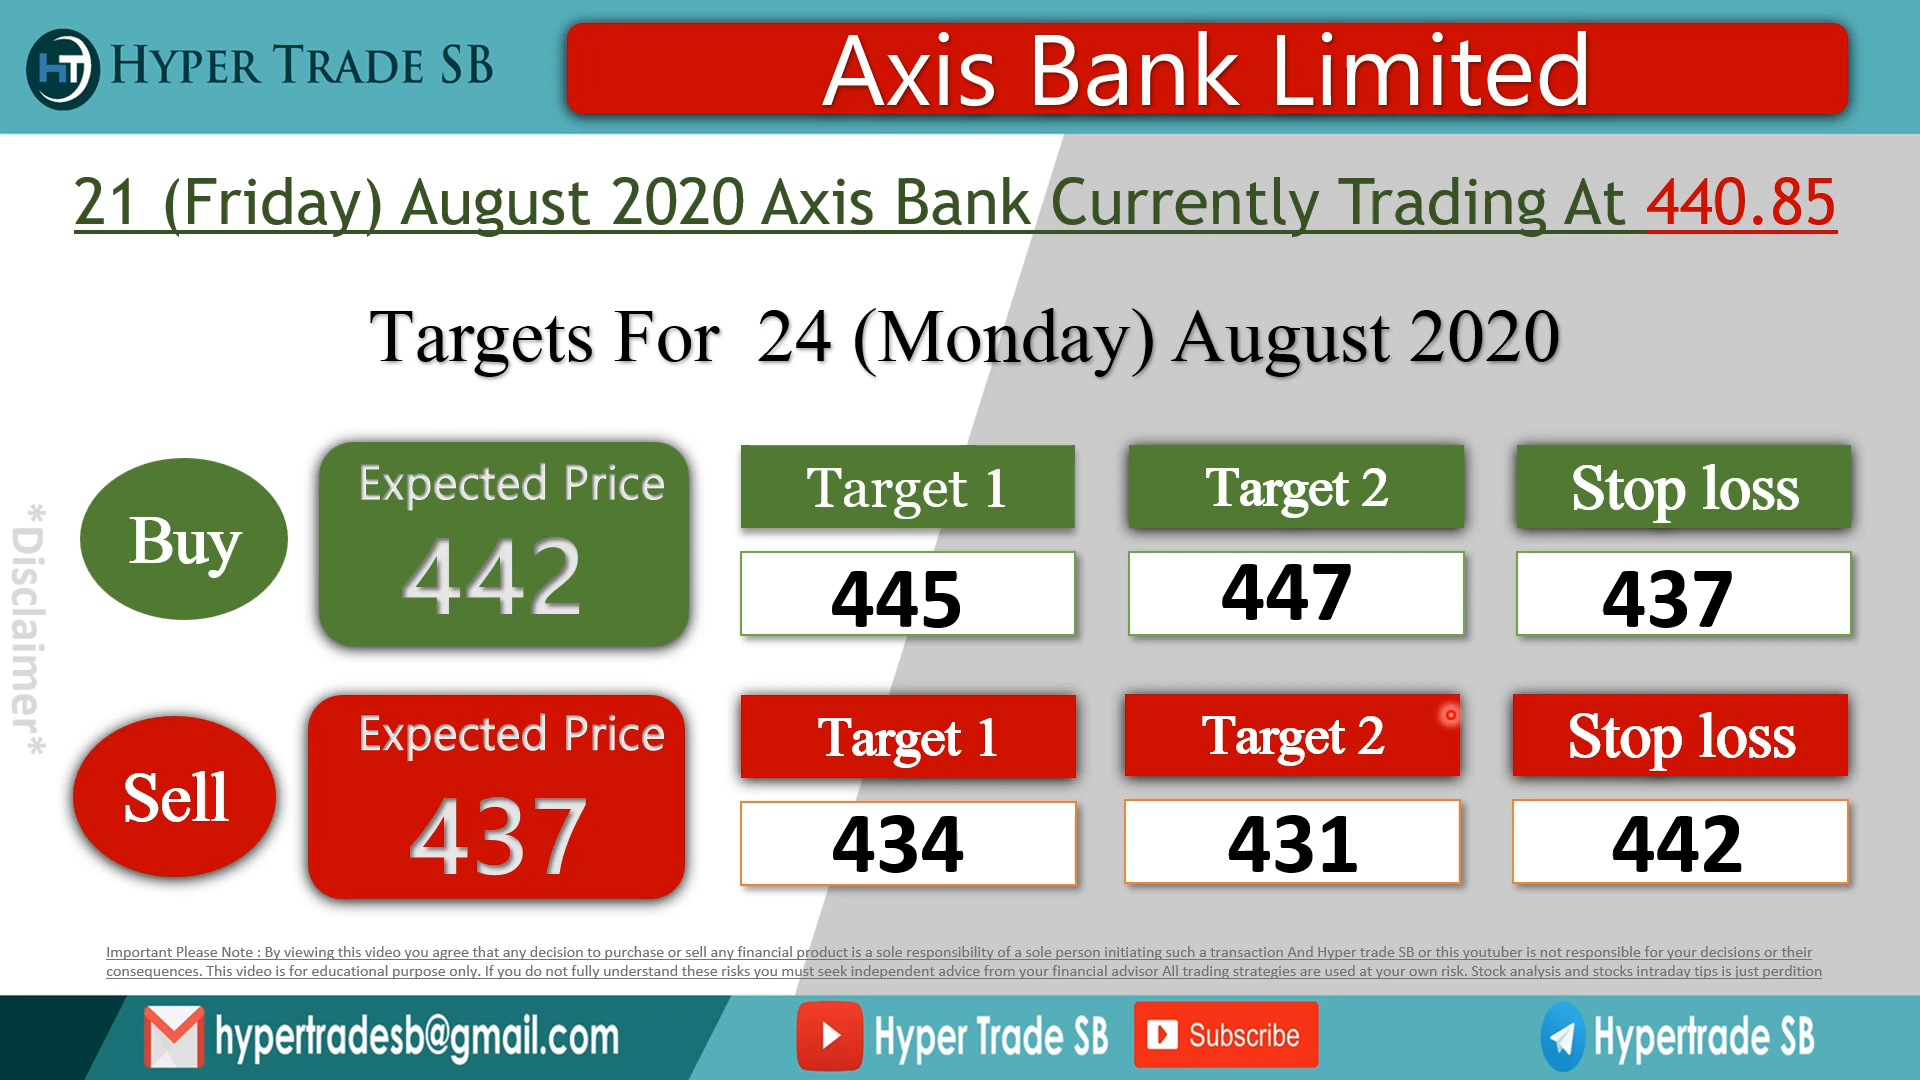 HT HYPER TRADE SB
Axis Bank Limited
21 (Friday) August 2020 Axis Bank Currently Trading At 440.85
Targets For 24 (Monday) August 2020
*Disclaimer*
Buy
Expected Price
442
Target 1
445
Target 2
447
Stop loss
437
Sell
Expected Price
437
Target 1
434
Target 2
431
Stop loss
442
Important Please Note : By viewing this video you agree that any decision to purchase or sell any financial product is a sole responsibility of a sole person initiating such a transaction And Hyper trade SB or this youtuber is not responsible for your decisions or their
consequences. This video is for educational purpose only. If you do not fully understand these risks you must seek independent advice from your financial advisor All trading strategies are used at your own risk. Stock analysis and stocks intraday tips is just perdition
hypertradesb@gmail.com
Hyper Trade SB
Subscribe
Hypertrade SB